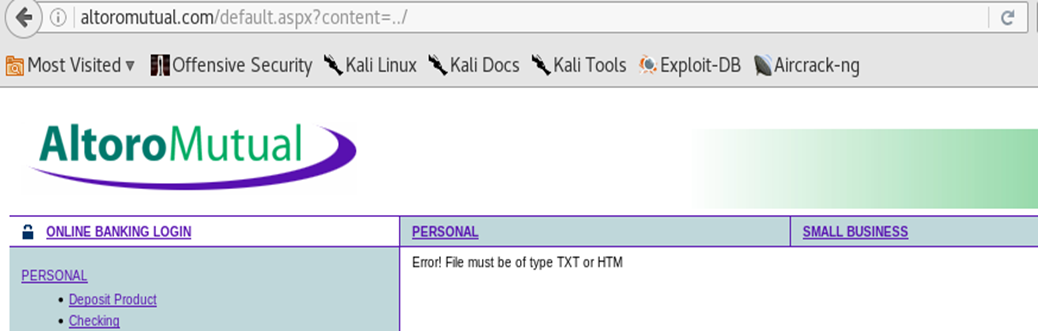 altoromutual.com/default.aspx?content=../
Most Visited Offensive Security Kali Linux Kali Docs Kali Tools Exploit-DB Aircrack-ng
AltoroMutual
ONLINE BANKING LOGIN PERSONAL SMALL BUSINESS
PERSONAL
Error! File must be of type TXT or HTM
• Deposit Product
• Checking